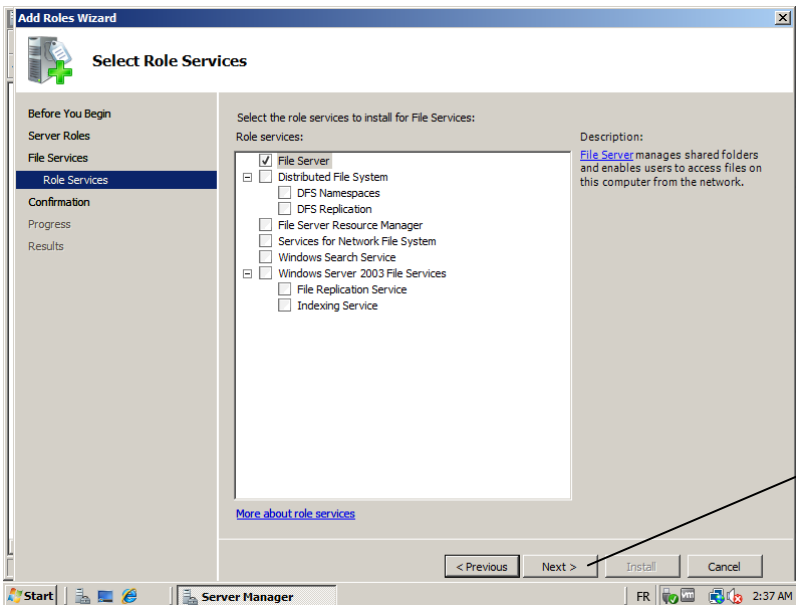 Add Roles Wizard
Select Role Services
Before You Begin
Server Roles
File Services
Role Services
Confirmation
Progress
Results
Select the role services to install for File Services:
Role services:
File Server
Distributed File System
DFS Namespaces
DFS Replication
File Server Resource Manager
Services for Network File System
Windows Search Service
Windows Server 2003 File Services
File Replication Service
Indexing Service
More about role services
Description:
File Server manages shared folders
and enables users to access files on
this computer from the network.
< Previous
Next >
Install
Cancel
Start
Server Manager
FR
vm
2:37 AM